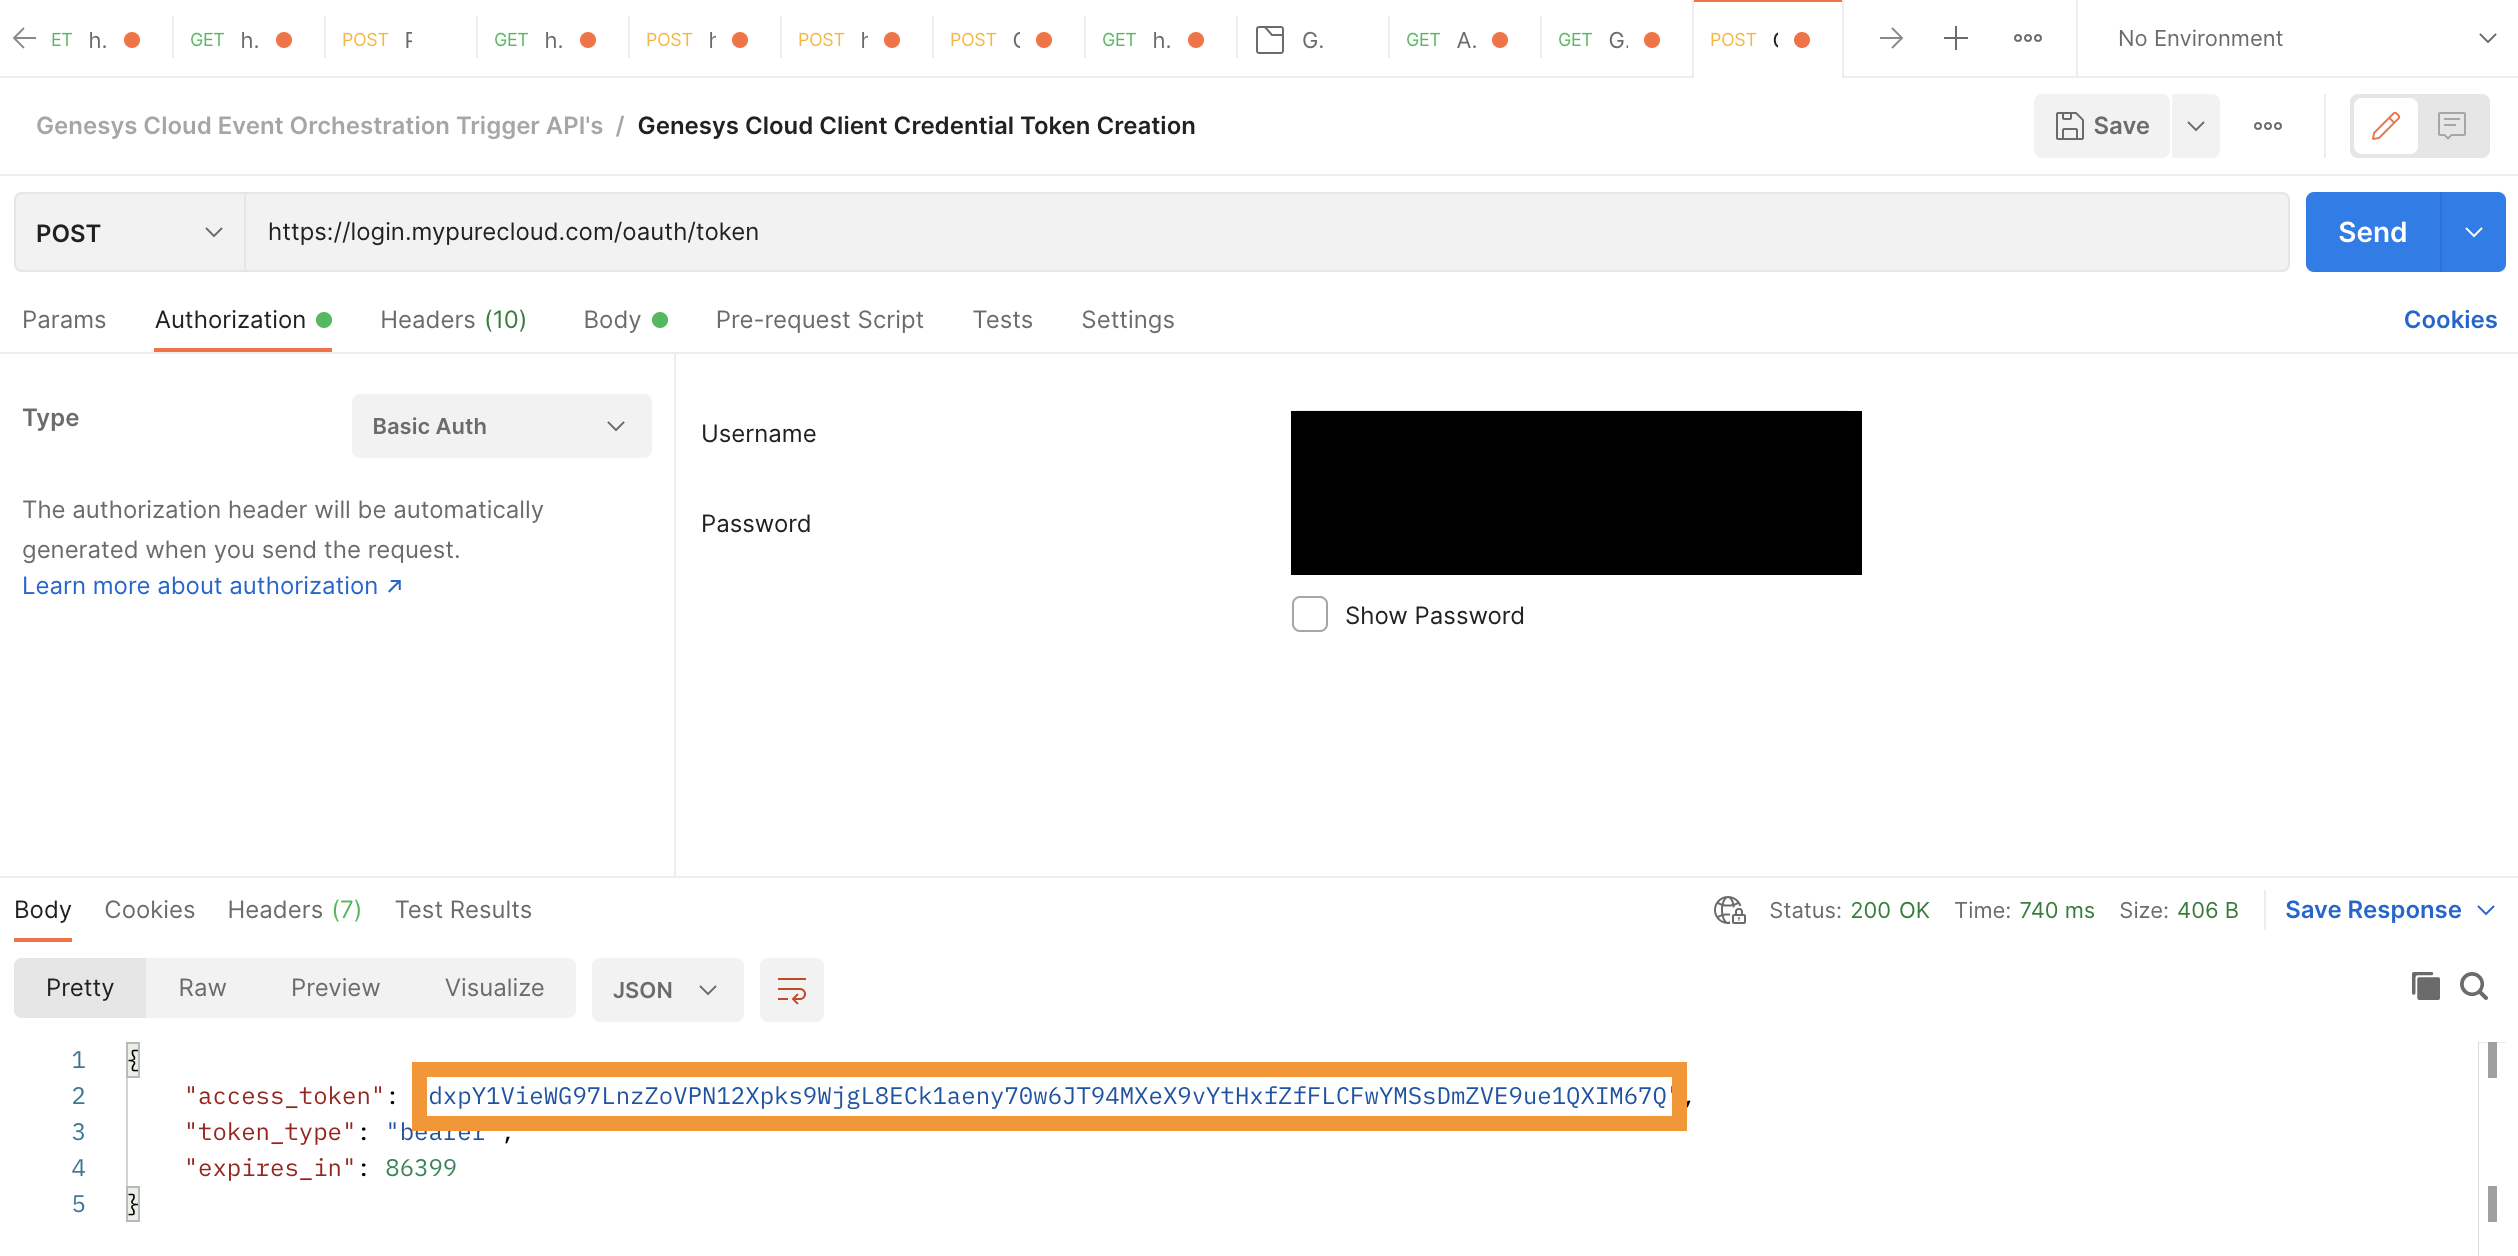 ET h. GET h. POST GET h. POST POST POST GET h. G. GET A. GET G. POST No Environment
Genesys Cloud Event Orchestration Trigger API's / Genesys Cloud Client Credential Token Creation Save
POST https://login.mypurecloud.com/oauth/token Send
Params Authorization Headers (10) Body Pre-request Script Tests Settings Cookies
Type Basic Auth Username
The authorization header will be automatically Password
generated when you send the request.
Learn more about authorization ↗ Show Password
Body Cookies Headers (7) Test Results Status: 200 OK Time: 740 ms Size: 406 B Save Response
Pretty Raw Preview Visualize JSON
1 {
2 "access_token": dxpY1VieWG97LnzZoVPN12Xpks9WjgL8ECk1aeny70w6JT94MXeX9vYtHxfZfFLCFwYMSsDmZVE9ue1QXIM67Q",
3 "token_type": "bearer",
4 "expires_in": 86399
5 }